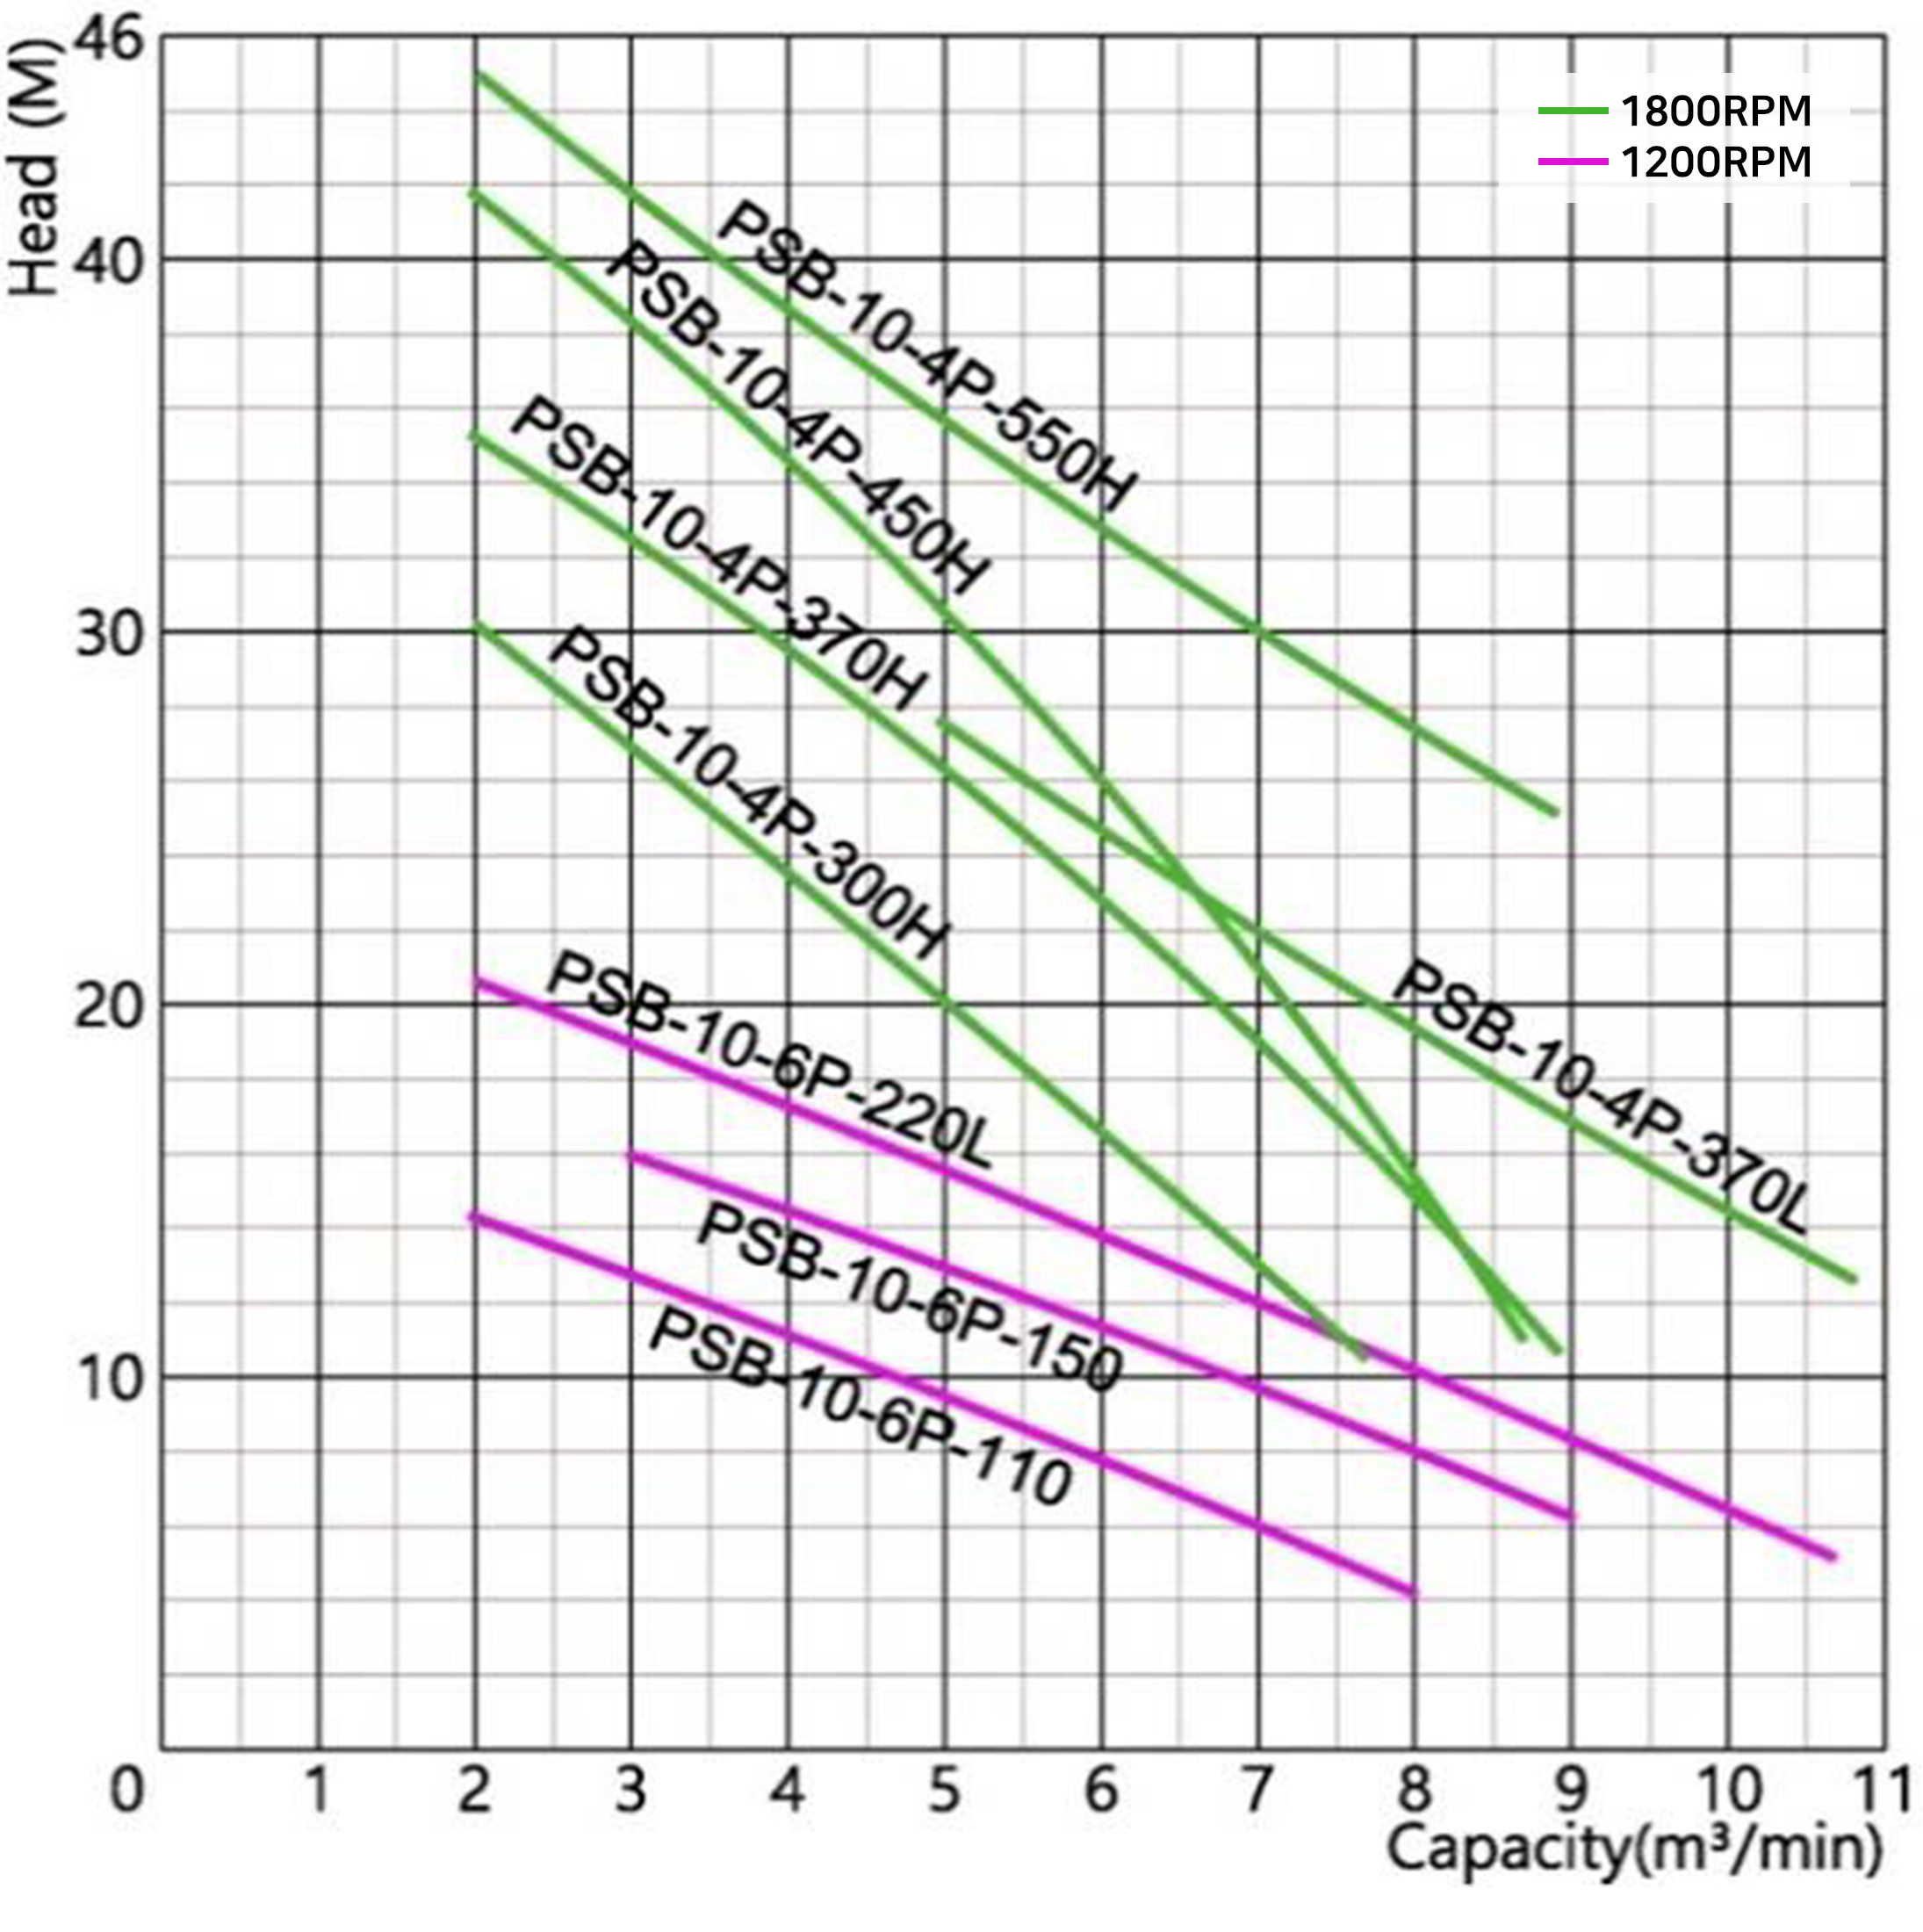 Head (M)
46
40
30
20
10
0
1800RPM
1200RPM
PSB-10-4P-550H
PSB-10-4P-450H
PSB-10-4P-370H
PSB-10-4P-300H
PSB-10-4P-370L
PSB-10-6P-220L
PSB-10-6P-150
PSB-10-6P-110
1 2 3 4 5 6 7 8 9 10 11
Capacity(m³/min)